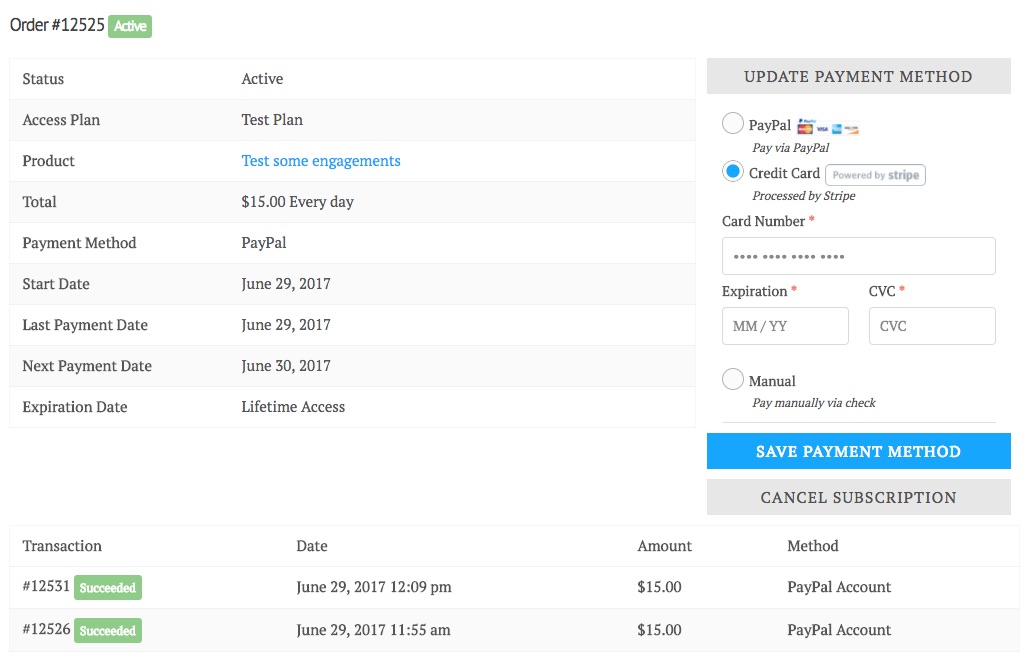 Order #12525 Active
Status Active
Access Plan Test Plan
Product Test some engagements
Total $15.00 Every day
Payment Method PayPal
Start Date June 29, 2017
Last Payment Date June 29, 2017
Next Payment Date June 30, 2017
Expiration Date Lifetime Access
UPDATE PAYMENT METHOD
PayPal PayPal VISA
Pay via PayPal
Credit Card Powered by stripe
Processed by Stripe
Card Number *
•••• •••• •••• ••••
Expiration * CVC *
MM / YY CVC
Manual
Pay manually via check
SAVE PAYMENT METHOD
CANCEL SUBSCRIPTION
Transaction Date Amount Method
#12531 Succeeded June 29, 2017 12:09 pm $15.00 PayPal Account
#12526 Succeeded June 29, 2017 11:55 am $15.00 PayPal Account